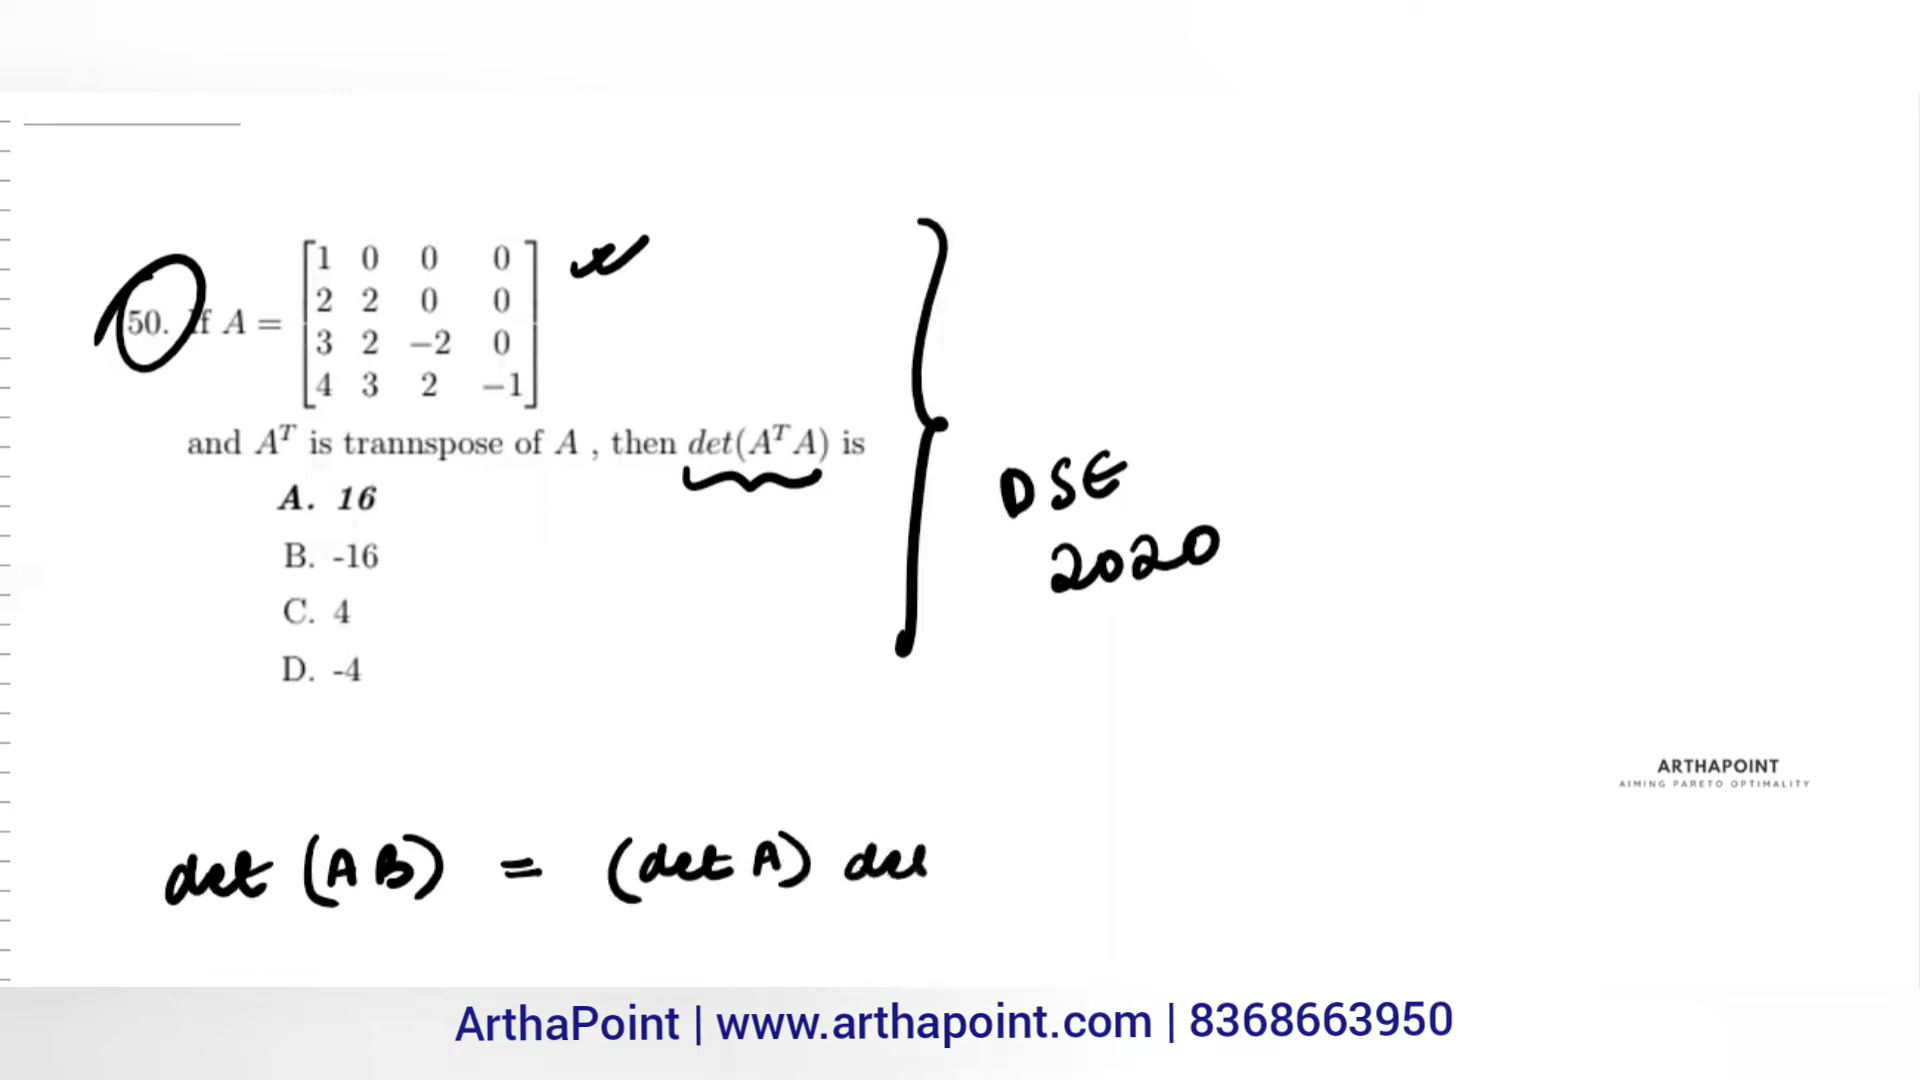 50. If A = [1 0 0 0
2 2 0 0
3 2 −2 0
4 3 2 −1]
and A^T is trannspose of A , then det(A^T A) is
A. 16
B. -16
C. 4
D. -4
DSE
2020
ARTHAPOINT
AIMING PARETO OPTIMALITY
det (AB) = (det A) det
ArthaPoint | www.arthapoint.com | 8368663950